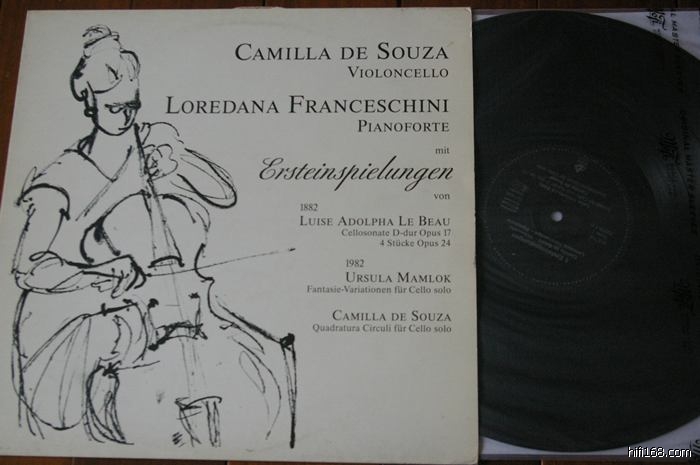 CAMILLA DE SOUZA
VIOLONCELLO
LOREDANA FRANCESCHINI
PIANOFORTE
mit
Ersteinspielungen
von
1882
LUISE ADOLPHA LE BEAU
Cellosonate D-dur Opus 17
4 Stücke Opus 24
1982
URSULA MAMLOK
Fantasie-Variationen für Cello solo
CAMILLA DE SOUZA
Quadratura Circuli für Cello solo
hifi168.com